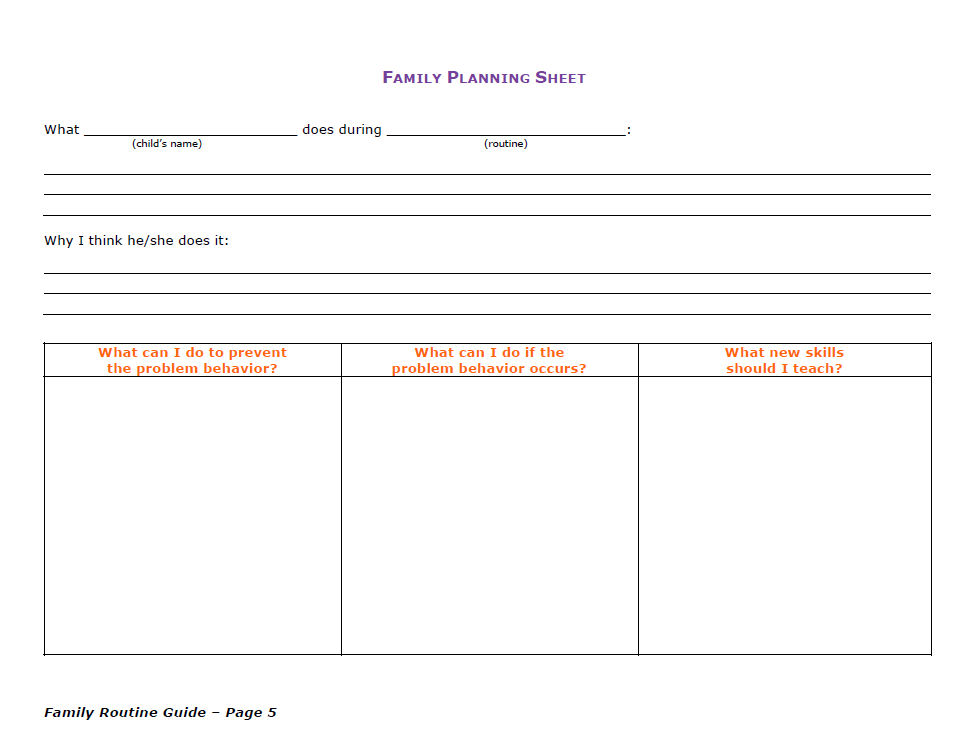 FAMILY PLANNING SHEET
What __________________________ does during _____________________________:
(child’s name) (routine)
Why I think he/she does it:
What can I do to prevent
the problem behavior?
What can I do if the
problem behavior occurs?
What new skills
should I teach?
Family Routine Guide – Page 5